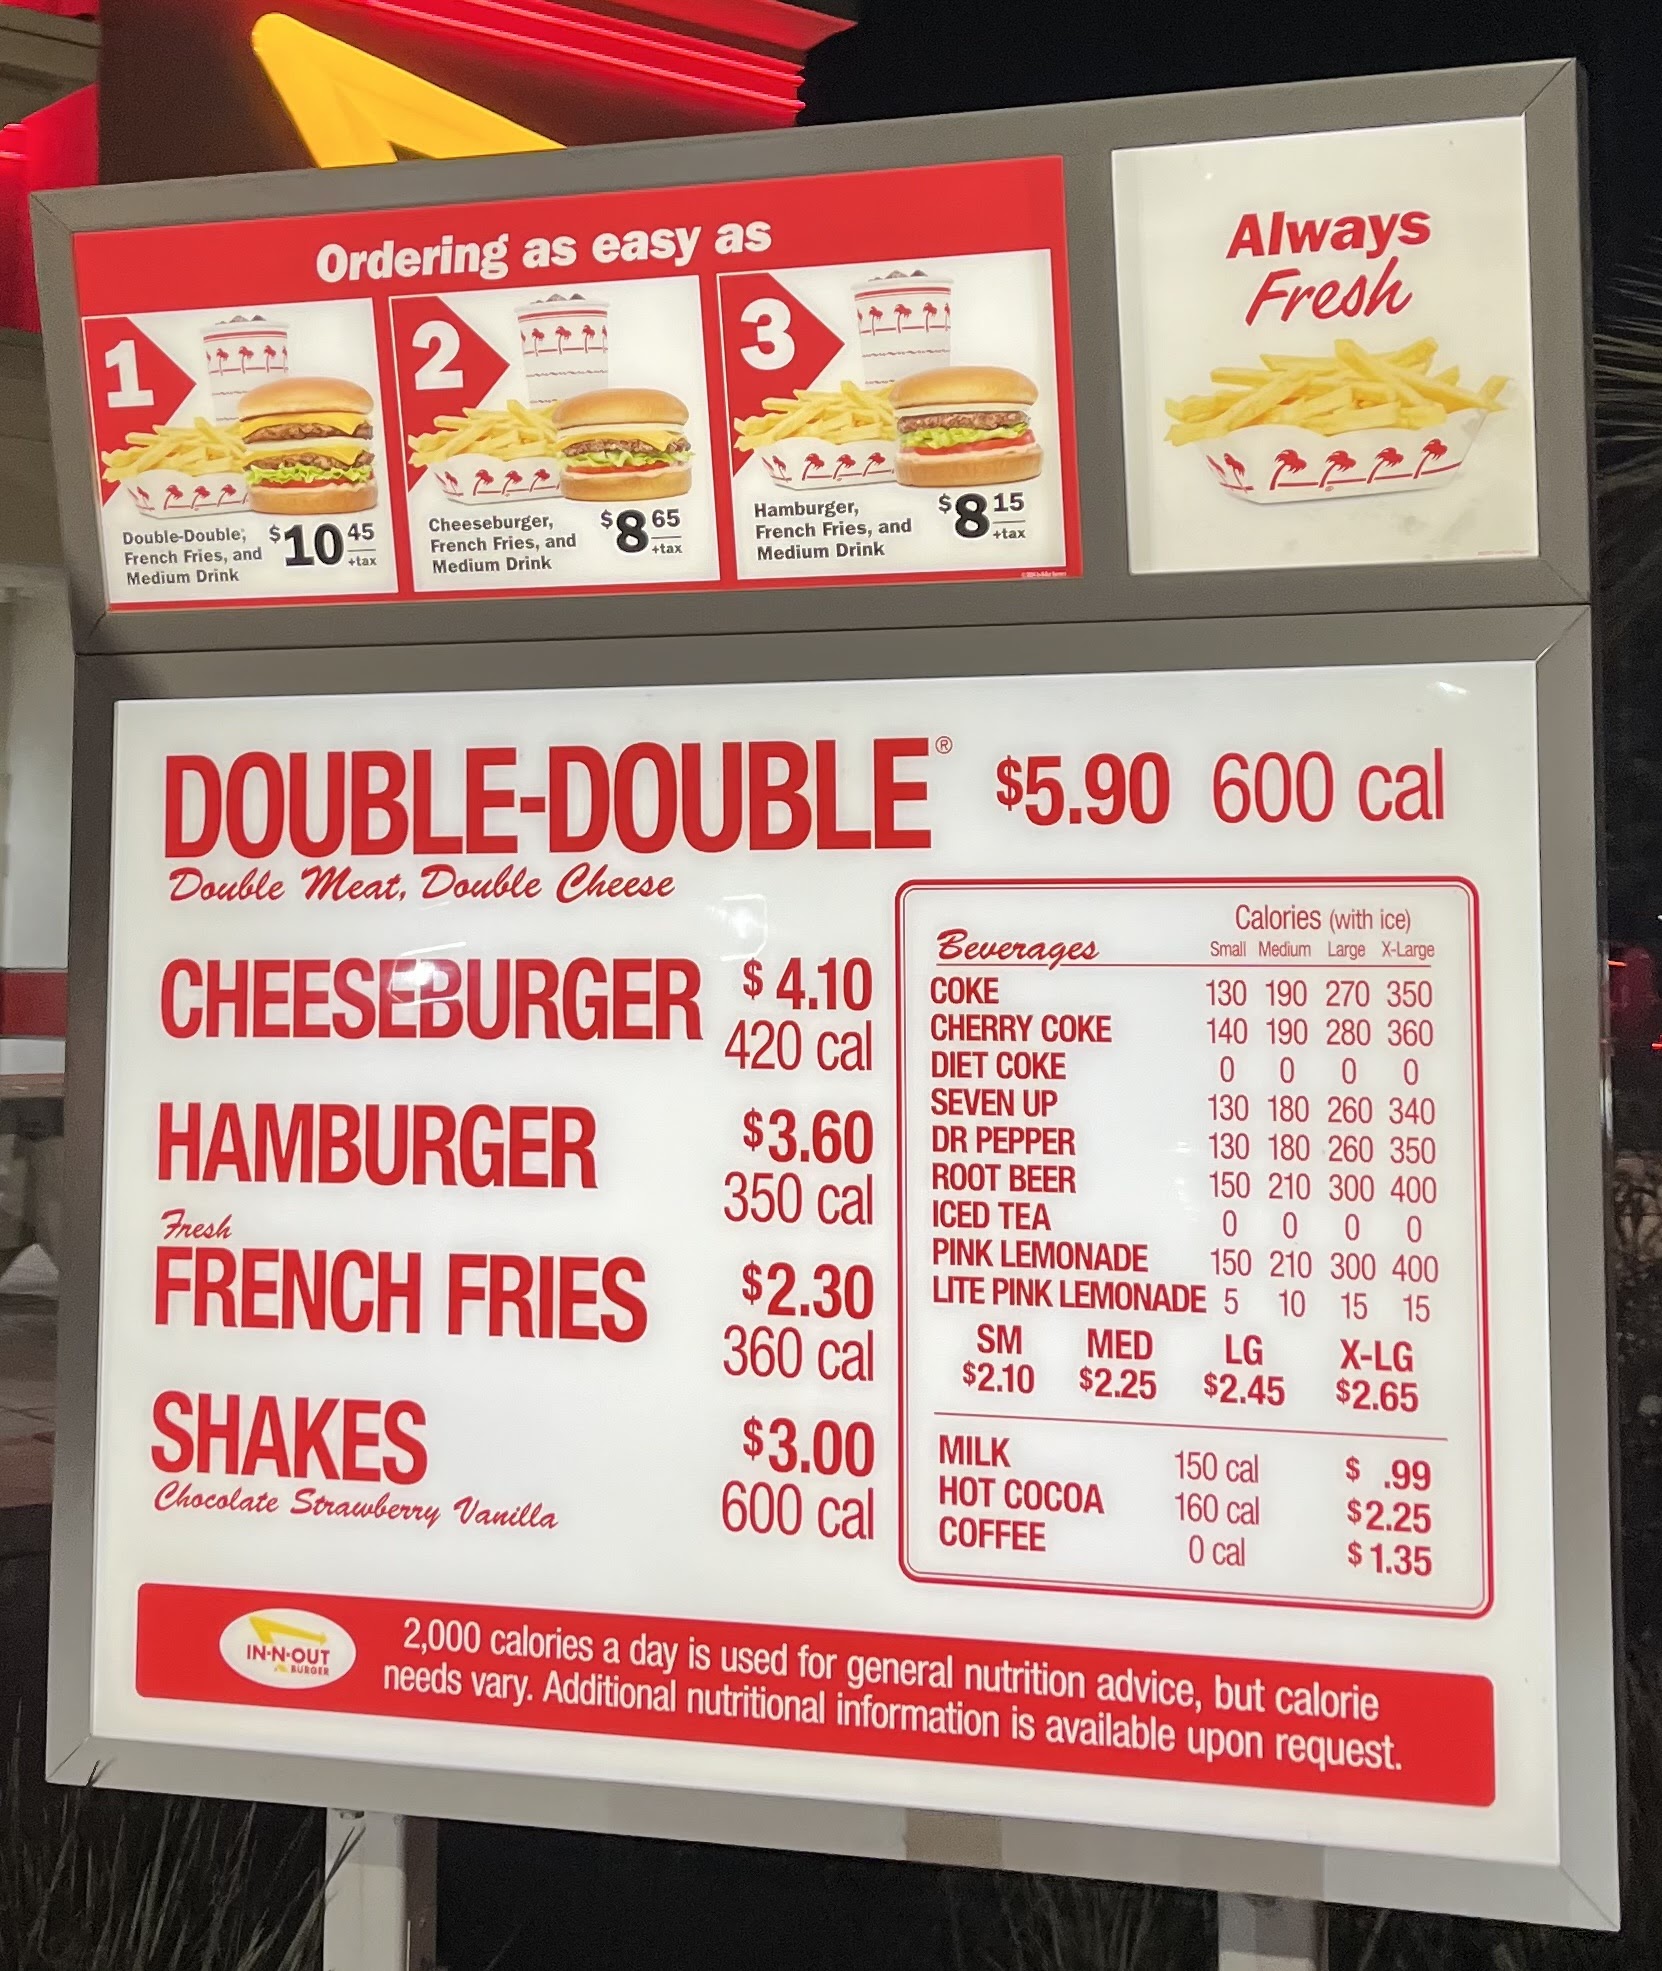 Ordering as easy as
1
Double-Double®,
French Fries, and
Medium Drink
$10 45
+tax
2
Cheeseburger,
French Fries, and
Medium Drink
$8 65
+tax
3
Hamburger,
French Fries, and
Medium Drink
$8 15
+tax
Always
Fresh
DOUBLE-DOUBLE® $5.90 600 cal
Double Meat, Double Cheese
CHEESEBURGER $4.10
420 cal
HAMBURGER $3.60
350 cal
Fresh
FRENCH FRIES $2.30
360 cal
SHAKES $3.00
Chocolate Strawberry Vanilla 600 cal
Calories (with ice)
Beverages Small Medium Large X-Large
COKE 130 190 270 350
CHERRY COKE 140 190 280 360
DIET COKE 0 0 0 0
SEVEN UP 130 180 260 340
DR PEPPER 130 180 260 350
ROOT BEER 150 210 300 400
ICED TEA 0 0 0 0
PINK LEMONADE 150 210 300 400
LITE PINK LEMONADE 5 10 15 15
SM MED LG X-LG
$2.10 $2.25 $2.45 $2.65
MILK 150 cal $ .99
HOT COCOA 160 cal $2.25
COFFEE 0 cal $1.35
IN-N-OUT
BURGER
2,000 calories a day is used for general nutrition advice, but calorie
needs vary. Additional nutritional information is available upon request.